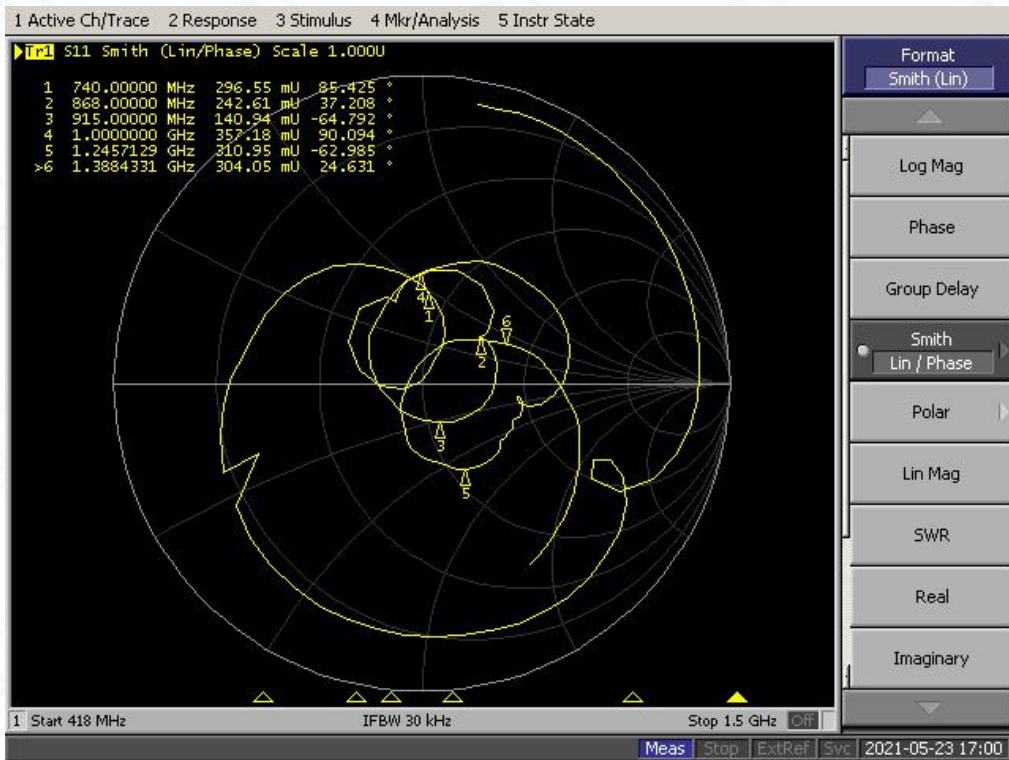 1 Active Ch/Trace 2 Response 3 Stimulus 4 Mkr/Analysis 5 Instr State
Tr1 S11 Smith (Lin/Phase) Scale 1.000U
1 740.00000 MHz 296.55 mU 85.425 °
2 868.00000 MHz 242.61 mU 37.208 °
3 915.00000 MHz 140.94 mU -64.792 °
4 1.0000000 GHz 357.18 mU 90.094 °
5 1.2457129 GHz 310.95 mU -62.985 °
>6 1.3884331 GHz 304.05 mU 24.631 °
4
1
6
2
3
5
Format
Smith (Lin)
Log Mag
Phase
Group Delay
Smith
Lin / Phase
Polar
Lin Mag
SWR
Real
Imaginary
1 Start 418 MHz IFBW 30 kHz Stop 1.5 GHz Off
Meas Stop ExtRef Svc 2021-05-23 17:00